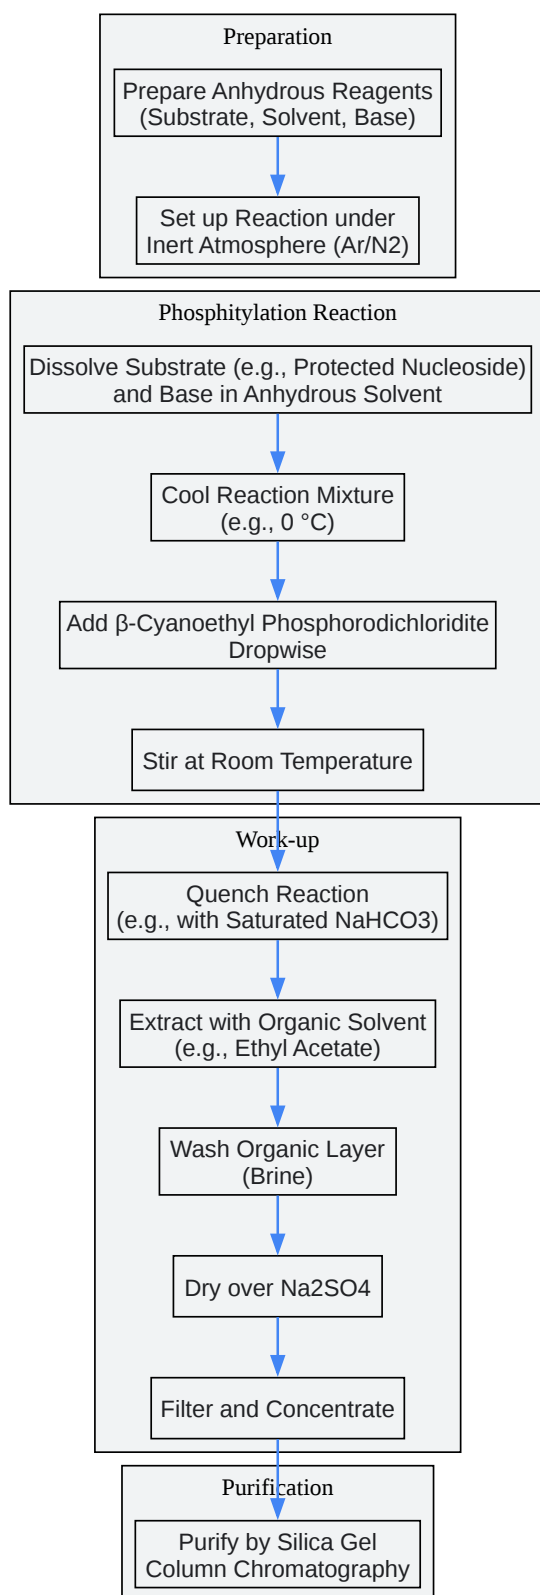 Preparation
Prepare Anhydrous Reagents
(Substrate, Solvent, Base)
Set up Reaction under
Inert Atmosphere (Ar/N2)
Phosphitylation Reaction
Dissolve Substrate (e.g., Protected Nucleoside)
and Base in Anhydrous Solvent
Cool Reaction Mixture
(e.g., 0 °C)
Add β-Cyanoethyl Phosphorodichloridite
Dropwise
Stir at Room Temperature
Work-up
Quench Reaction
(e.g., with Saturated NaHCO3)
Extract with Organic Solvent
(e.g., Ethyl Acetate)
Wash Organic Layer
(Brine)
Dry over Na2SO4
Filter and Concentrate
Purification
Purify by Silica Gel
Column Chromatography